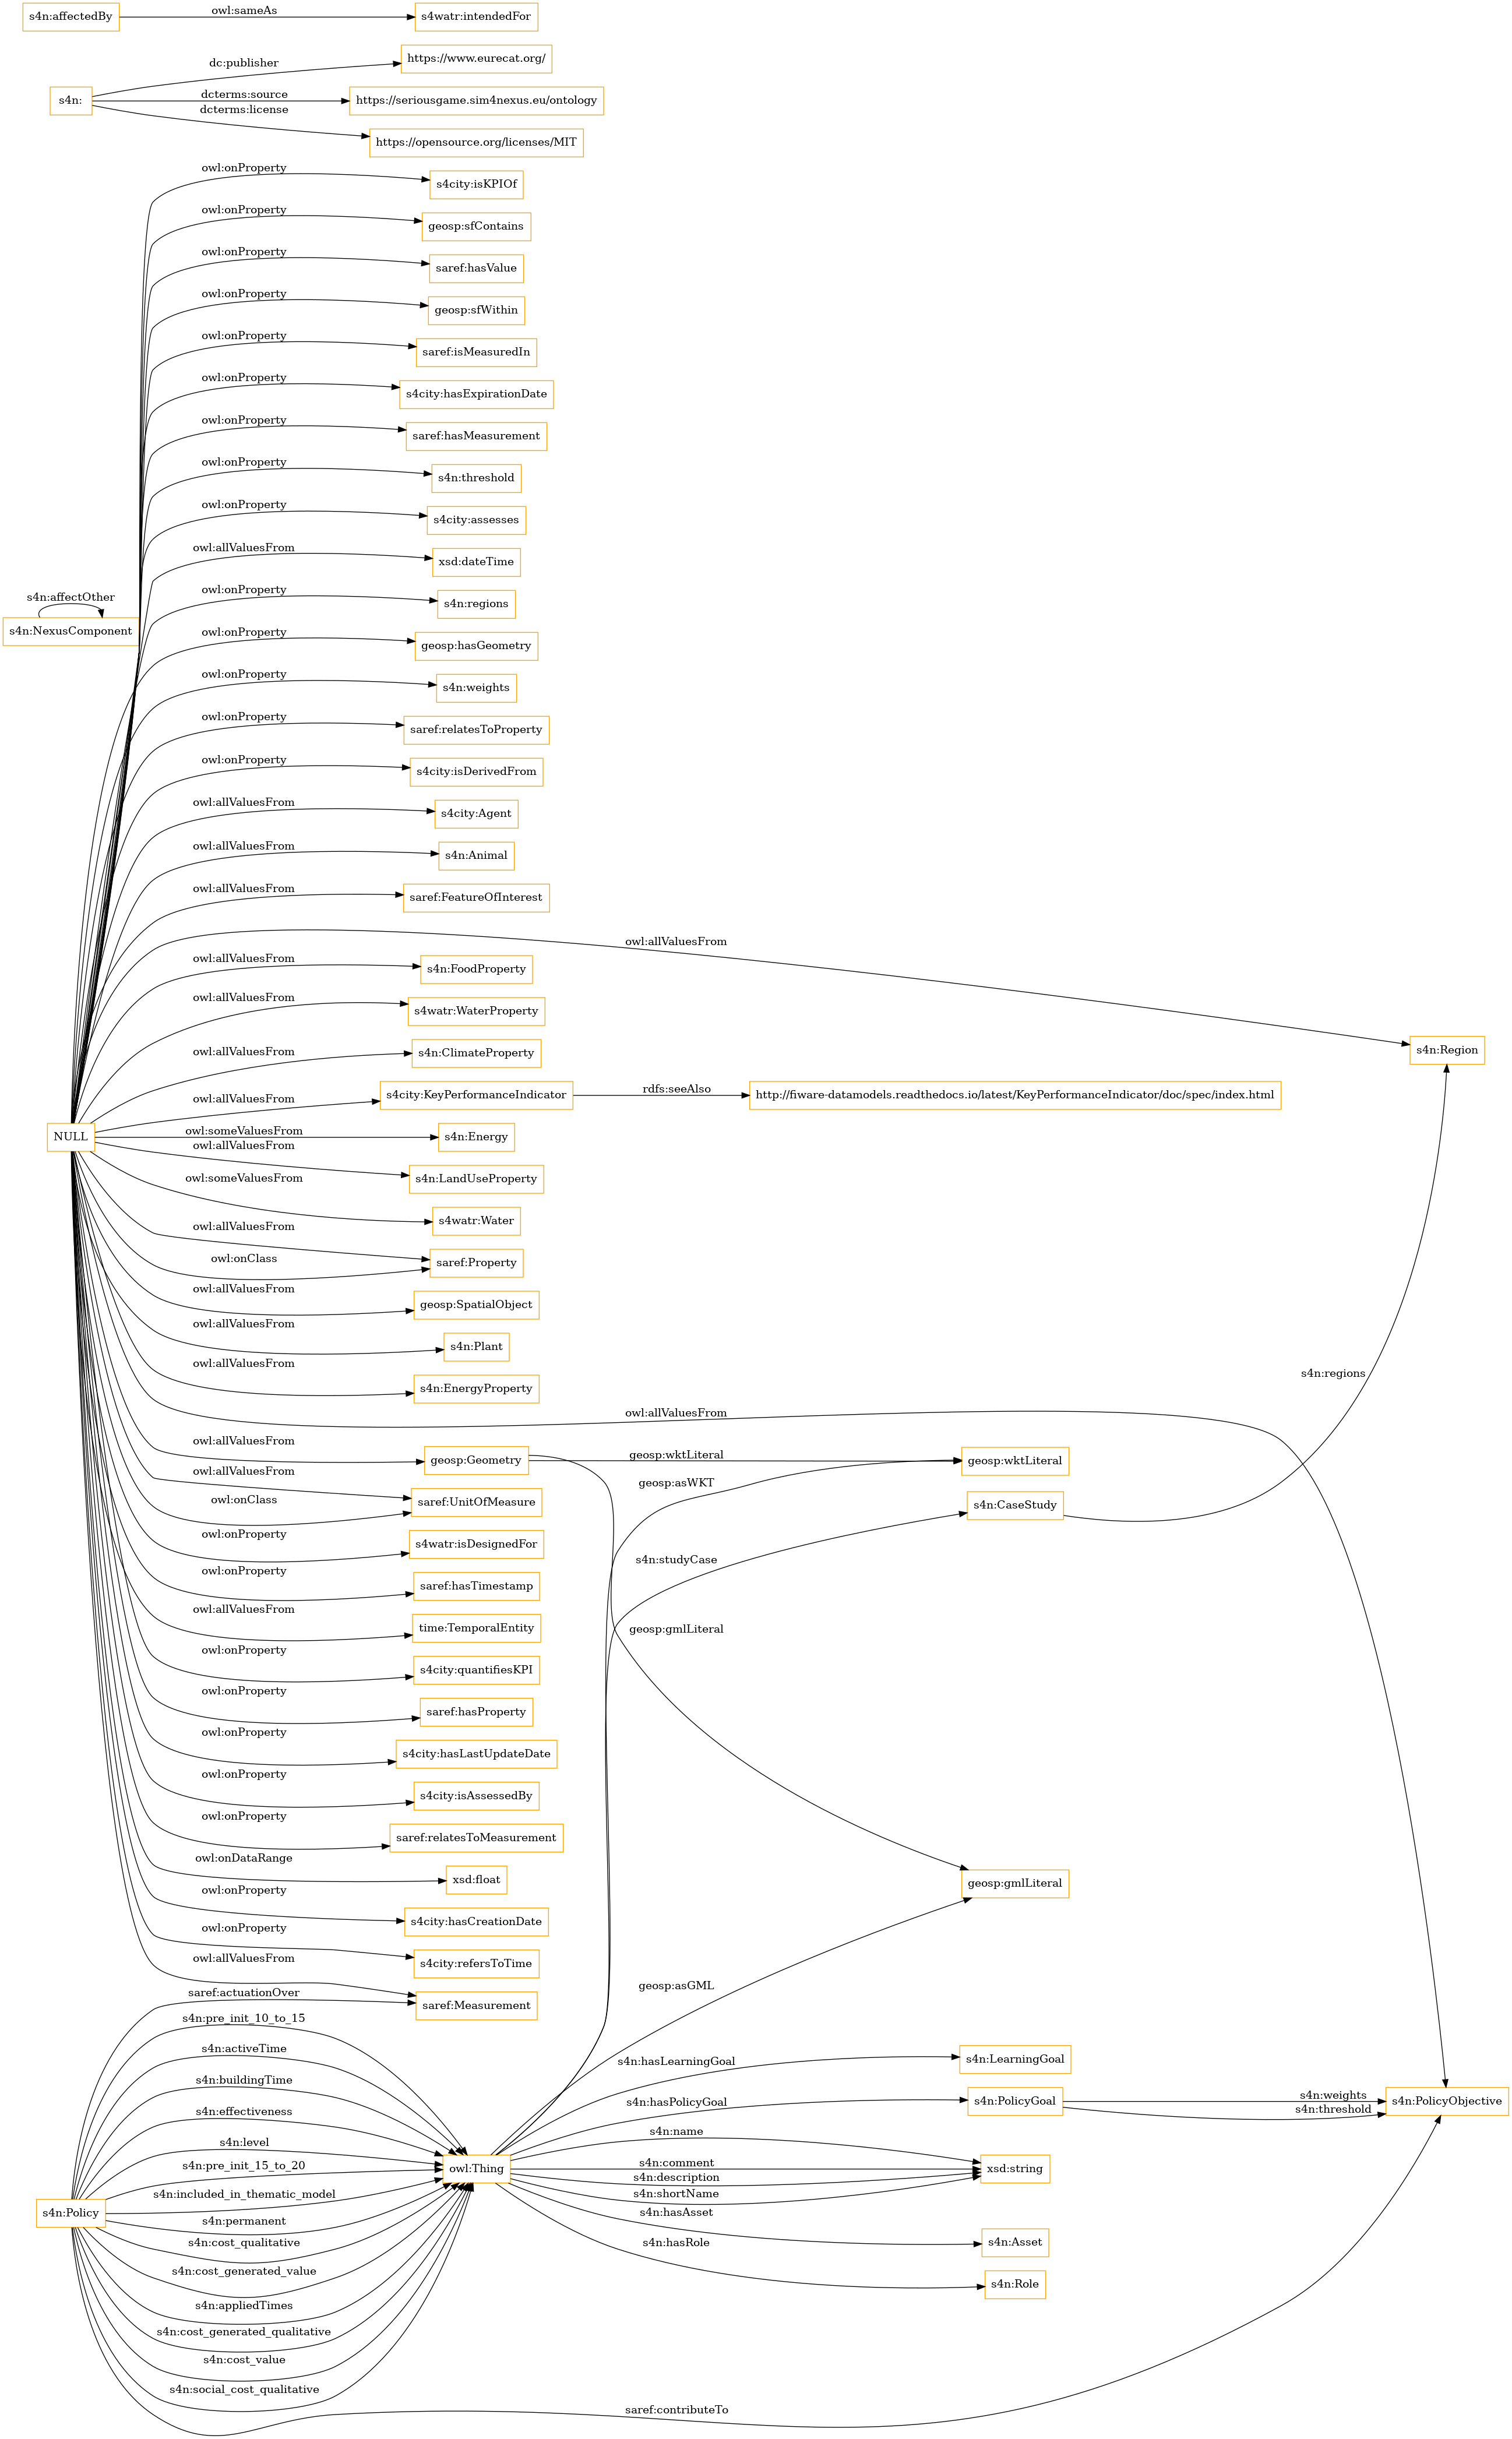 s4n:affectedBy
owl:sameAs
s4watr:intendedFor
s4n:
dc:publisher
https://www.eurecat.org/
dcterms:source
https://seriousgame.sim4nexus.eu/ontology
dcterms:license
https://opensource.org/licenses/MIT
owl:onProperty
s4city:isKPIOf
owl:onProperty
geosp:sfContains
owl:onProperty
saref:hasValue
owl:onProperty
geosp:sfWithin
owl:onProperty
saref:isMeasuredIn
owl:onProperty
s4city:hasExpirationDate
owl:onProperty
saref:hasMeasurement
owl:onProperty
s4n:threshold
owl:onProperty
s4city:assesses
owl:allValuesFrom
xsd:dateTime
s4n:affectOther
s4n:NexusComponent
owl:onProperty
s4n:regions
owl:onProperty
geosp:hasGeometry
owl:onProperty
s4n:weights
owl:onProperty
saref:relatesToProperty
owl:onProperty
s4city:isDerivedFrom
owl:allValuesFrom
s4city:Agent
owl:allValuesFrom
s4n:Animal
owl:allValuesFrom
saref:FeatureOfInterest
owl:allValuesFrom
s4n:Region
owl:allValuesFrom
s4n:FoodProperty
owl:allValuesFrom
s4watr:WaterProperty
owl:allValuesFrom
s4n:ClimateProperty
owl:allValuesFrom
s4city:KeyPerformanceIndicator
rdfs:seeAlso
http://fiware-datamodels.readthedocs.io/latest/KeyPerformanceIndicator/doc/spec/index.html
NULL
owl:someValuesFrom
s4n:Energy
owl:allValuesFrom
s4n:LandUseProperty
owl:someValuesFrom
s4watr:Water
owl:allValuesFrom
owl:onClass
saref:Property
owl:allValuesFrom
geosp:SpatialObject
owl:allValuesFrom
s4n:Plant
owl:allValuesFrom
s4n:EnergyProperty
s4n:regions
owl:allValuesFrom
owl:allValuesFrom
geosp:Geometry
geosp:wktLiteral
geosp:wktLiteral
geosp:asWKT
owl:allValuesFrom
owl:onClass
saref:UnitOfMeasure
s4n:CaseStudy
owl:onProperty
s4watr:isDesignedFor
s4n:studyCase
owl:onProperty
saref:hasTimestamp
owl:allValuesFrom
time:TemporalEntity
geosp:gmlLiteral
owl:onProperty
s4city:quantifiesKPI
owl:onProperty
saref:hasProperty
owl:onProperty
s4city:hasLastUpdateDate
owl:onProperty
s4city:isAssessedBy
owl:onProperty
saref:relatesToMeasurement
owl:onDataRange
xsd:float
geosp:gmlLiteral
owl:onProperty
s4city:hasCreationDate
owl:onProperty
s4city:refersToTime
owl:allValuesFrom
geosp:asGML
saref:actuationOver
saref:Measurement
s4n:pre_init_10_to_15
s4n:activeTime
s4n:buildingTime
s4n:effectiveness
s4n:level
s4n:pre_init_15_to_20
s4n:included_in_thematic_model
s4n:Policy
s4n:permanent
s4n:cost_qualitative
s4n:cost_generated_value
s4n:appliedTimes
s4n:cost_generated_qualitative
s4n:cost_value
s4n:social_cost_qualitative
owl:Thing
s4n:hasLearningGoal
s4n:LearningGoal
s4n:hasPolicyGoal
s4n:PolicyGoal
s4n:weights
s4n:threshold
s4n:PolicyObjective
s4n:name
s4n:comment
s4n:description
s4n:shortName
xsd:string
s4n:hasAsset
s4n:Asset
s4n:hasRole
s4n:Role
saref:contributeTo